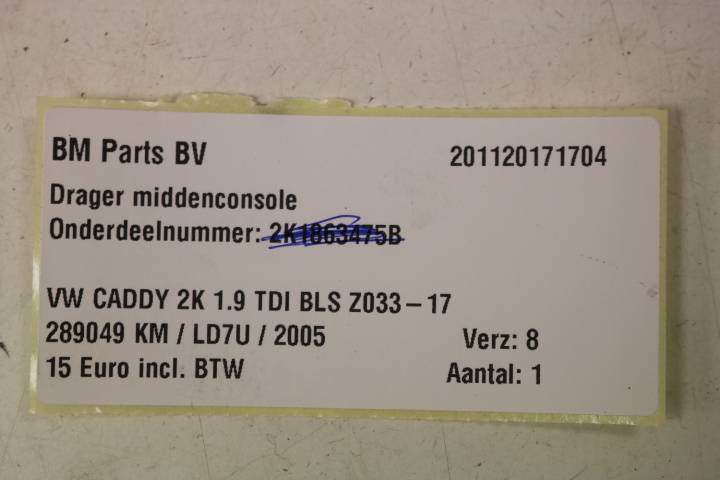 BM Parts BV 201120171704
Drager middenconsole
Onderdeelnummer: 2K1863475B
VW CADDY 2K 1.9 TDI BLS Z033-17
289049 KM / LD7U / 2005 Verz: 8
15 Euro incl. BTW Aantal: 1